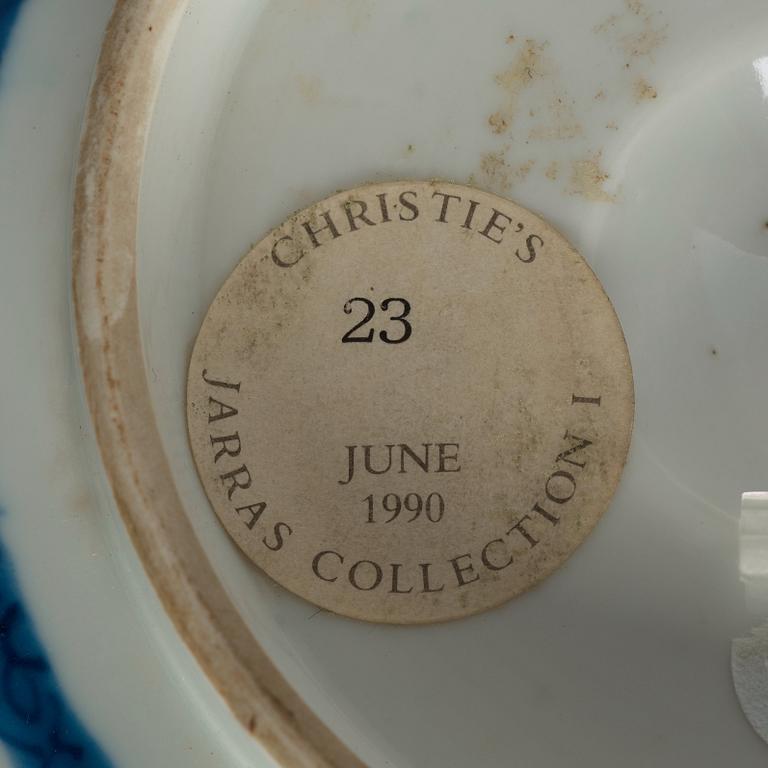 CHRISTIE'S
23
JUNE
1990
JARRAS COLLECTION I